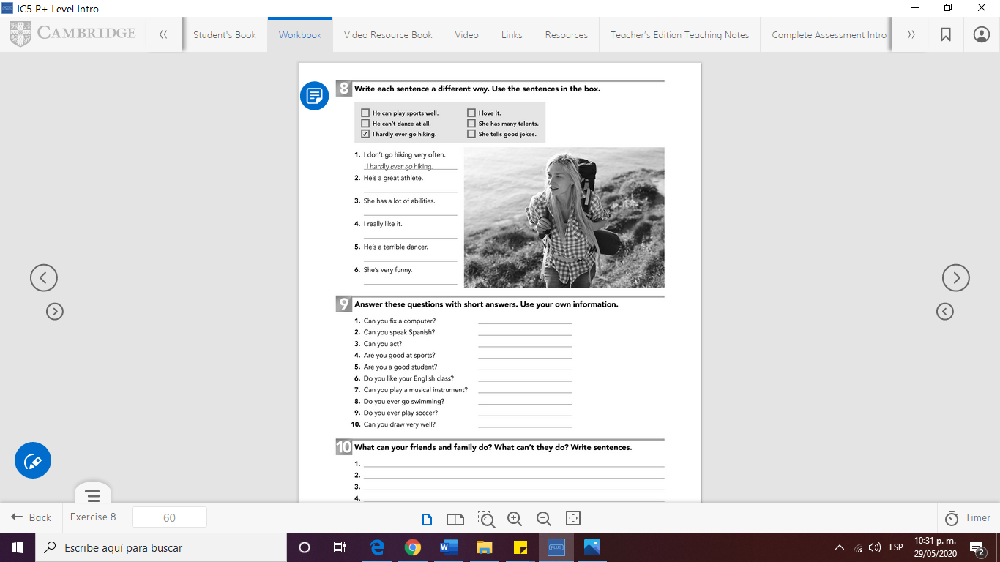 IC5 P+ Level Intro
CAMBRIDGE
Student's Book
Workbook
Video Resource Book
Video
Links
Resources
Teacher's Edition Teaching Notes
Complete Assessment Intro
8 Write each sentence a different way. Use the sentences in the box.
He can play sports well.
He can't dance at all.
I hardly ever go hiking.
I love it.
She has many talents.
She tells good jokes.
1. I don't go hiking very often.
I hardly ever go hiking.
2. He's a great athlete.
3. She has a lot of abilities.
4. I really like it.
5. He's a terrible dancer.
6. She's very funny.
9 Answer these questions with short answers. Use your own information.
1. Can you fix a computer?
2. Can you speak Spanish?
3. Can you act?
4. Are you good at sports?
5. Are you a good student?
6. Do you like your English class?
7. Can you play a musical instrument?
8. Do you ever go swimming?
9. Do you ever play soccer?
10. Can you draw very well?
10 What can your friends and family do? What can't they do? Write sentences.
1.
2.
3.
4.
Back
Exercise 8
60
Timer
Escribe aquí para buscar
PLUS
ESP
10:31 p. m.
29/05/2020
2